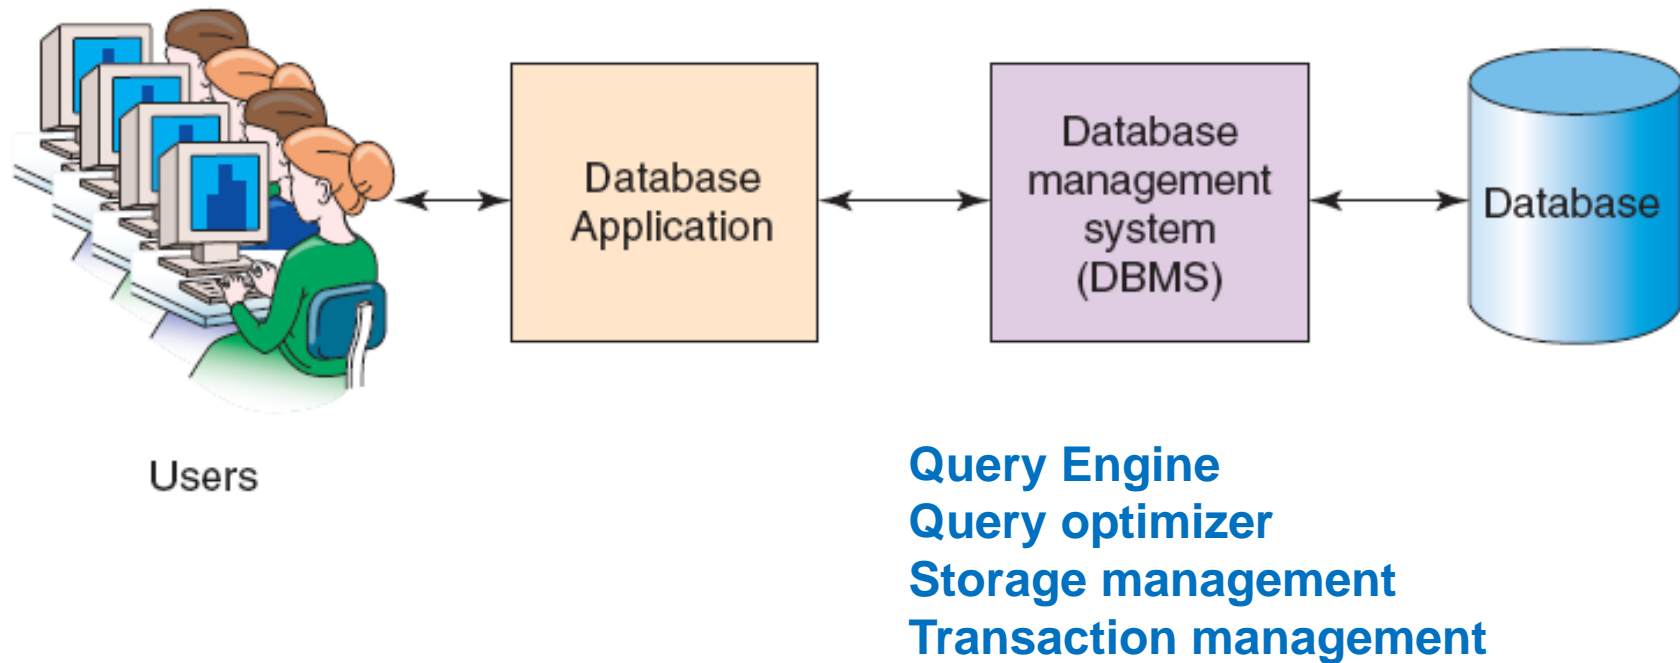 Users
Database
Application
Database
management
system
(DBMS)
Database
Query Engine
Query optimizer
Storage management
Transaction management